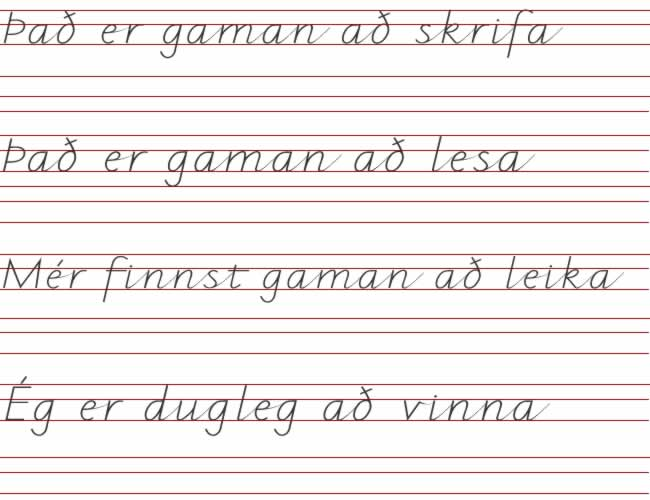 Það er gaman að skrifa
Það er gaman að lesa
Mér finnst gaman að leika
Ég er dugleg að vinna